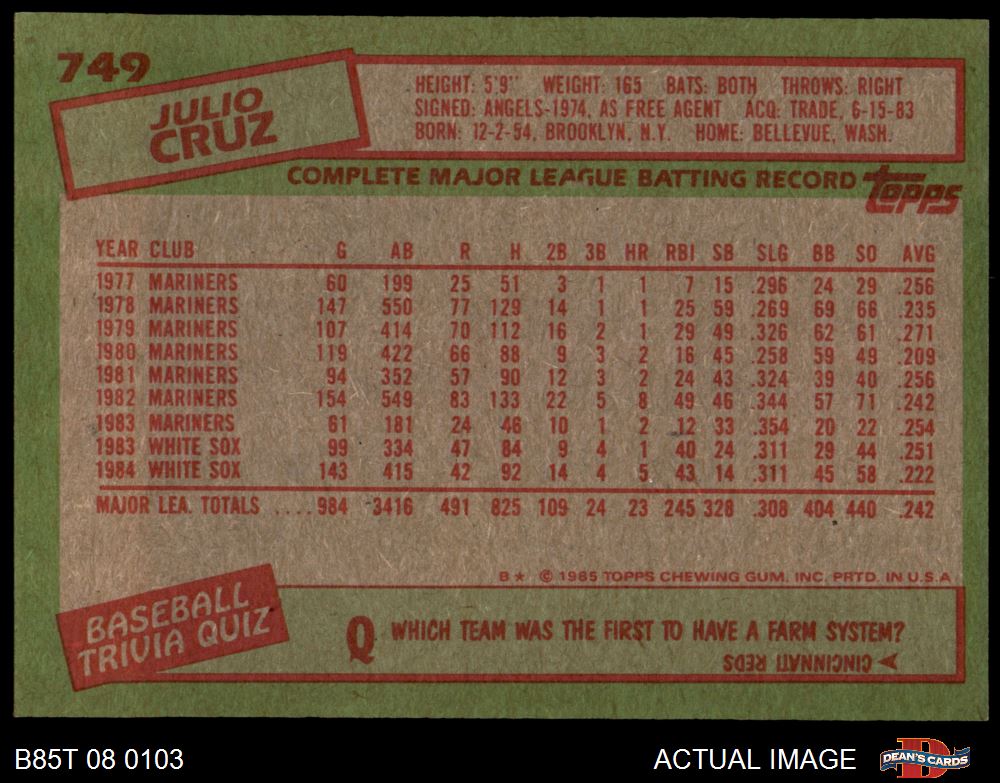 749
JULIO
CRUZ
HEIGHT: 5'9" WEIGHT: 165 BATS: BOTH THROWS: RIGHT
SIGNED: ANGELS-1974, AS FREE AGENT ACQ: TRADE, 6-15-83
BORN: 12-2-54, BROOKLYN, N.Y. HOME: BELLEVUE, WASH.
COMPLETE MAJOR LEAGUE BATTING RECORD topps
YEAR CLUB G AB R H 2B 3B HR RBI SB SLG BB SO AVG
1977 MARINERS 60 199 25 51 3 1 1 7 15 .296 24 29 .256
1978 MARINERS 147 550 77 129 14 1 1 25 59 .269 69 66 .235
1979 MARINERS 107 414 70 112 16 2 1 29 49 .326 62 61 .271
1980 MARINERS 119 422 66 88 9 3 2 16 45 .258 59 49 .209
1981 MARINERS 94 352 57 90 12 3 2 24 43 .324 39 40 .256
1982 MARINERS 154 549 83 133 22 5 8 49 46 .344 57 71 .242
1983 MARINERS 61 181 24 46 10 1 2 12 33 .354 20 22 .254
1983 WHITE SOX 99 334 47 84 9 4 1 40 24 .311 29 44 .251
1984 WHITE SOX 143 415 42 92 14 4 5 43 14 .311 45 58 .222
MAJOR LEA. TOTALS .... 984 3416 491 825 109 24 23 245 328 .308 404 440 .242
B* © 1985 TOPPS CHEWING GUM, INC. PRTD. IN U.S.A
BASEBALL
TRIVIA QUIZ
Q WHICH TEAM WAS THE FIRST TO HAVE A FARM SYSTEM?
CINCINNATI REDS
B85T 08 0103 ACTUAL IMAGE D DEAN'S CARDS